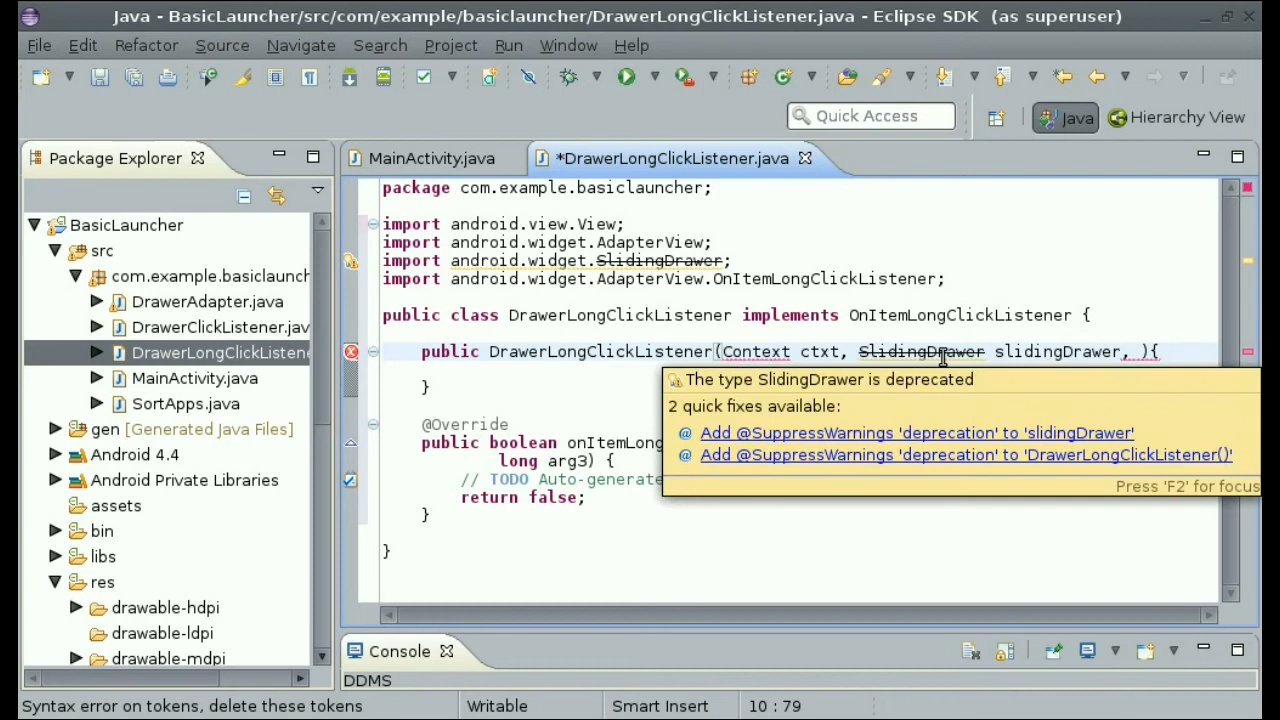 Java - BasicLauncher/src/com/example/basiclauncher/DrawerLongClickListener.java - Eclipse SDK (as superuser)
File Edit Refactor Source Navigate Search Project Run Window Help
Quick Access
Java
Hierarchy View
Package Explorer
BasicLauncher
src
com.example.basiclaunch
DrawerAdapter.java
DrawerClickListener.jav
DrawerLongClickListene
MainActivity.java
SortApps.java
gen [Generated Java Files]
Android 4.4
Android Private Libraries
assets
bin
libs
res
drawable-hdpi
drawable-ldpi
drawable-mdpi
MainActivity.java
*DrawerLongClickListener.java
package com.example.basiclauncher;
import android.view.View;
import android.widget.AdapterView;
import android.widget.SlidingDrawer;
import android.widget.AdapterView.OnItemLongClickListener;
public class DrawerLongClickListener implements OnItemLongClickListener {
public DrawerLongClickListener(Context ctxt, SlidingDrawer slidingDrawer, ){
}
@Override
public boolean onItemLong
long arg3) {
// TODO Auto-generate
return false;
}
}
The type SlidingDrawer is deprecated
2 quick fixes available:
Add @SuppressWarnings 'deprecation' to 'slidingDrawer'
Add @SuppressWarnings 'deprecation' to 'DrawerLongClickListener()'
Press 'F2' for focus
Console
DDMS
Syntax error on tokens, delete these tokens
Writable
Smart Insert
10 : 79